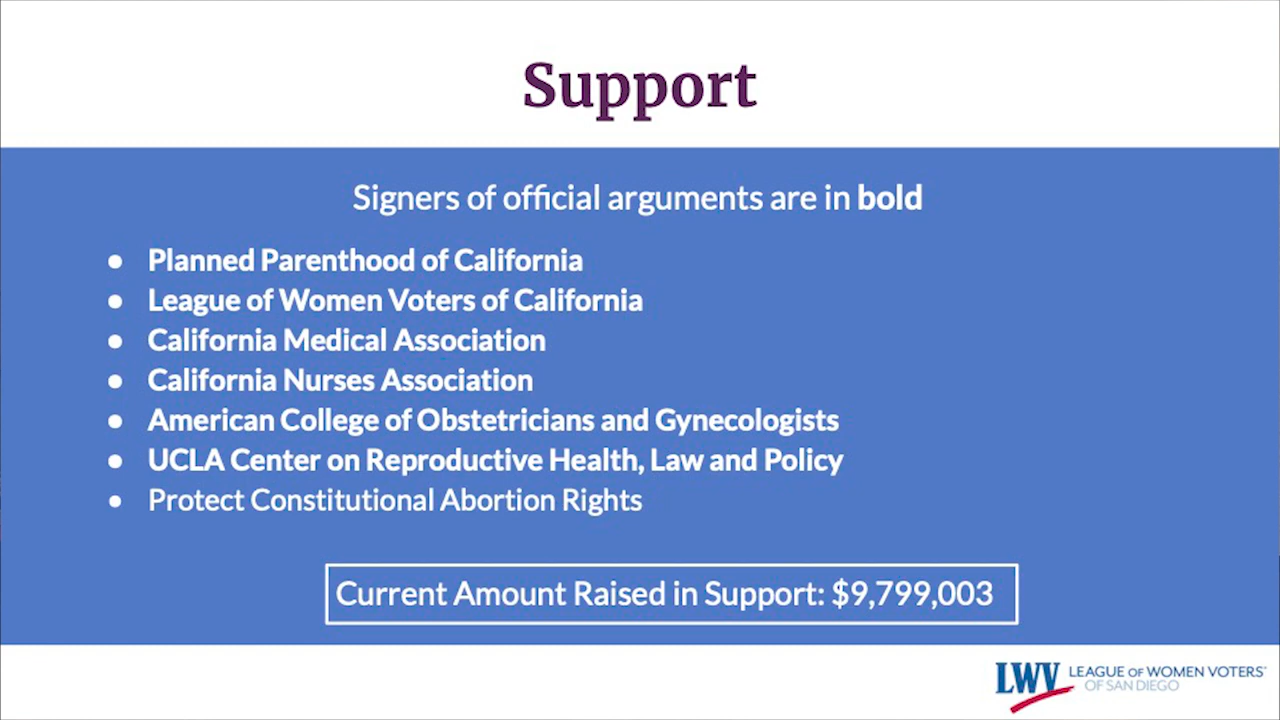 Support
Signers of official arguments are in bold
● Planned Parenthood of California
● League of Women Voters of California
● California Medical Association
● California Nurses Association
● American College of Obstetricians and Gynecologists
● UCLA Center on Reproductive Health, Law and Policy
● Protect Constitutional Abortion Rights
Current Amount Raised in Support: $9,799,003
LWV LEAGUE OF WOMEN VOTERS®
OF SAN DIEGO